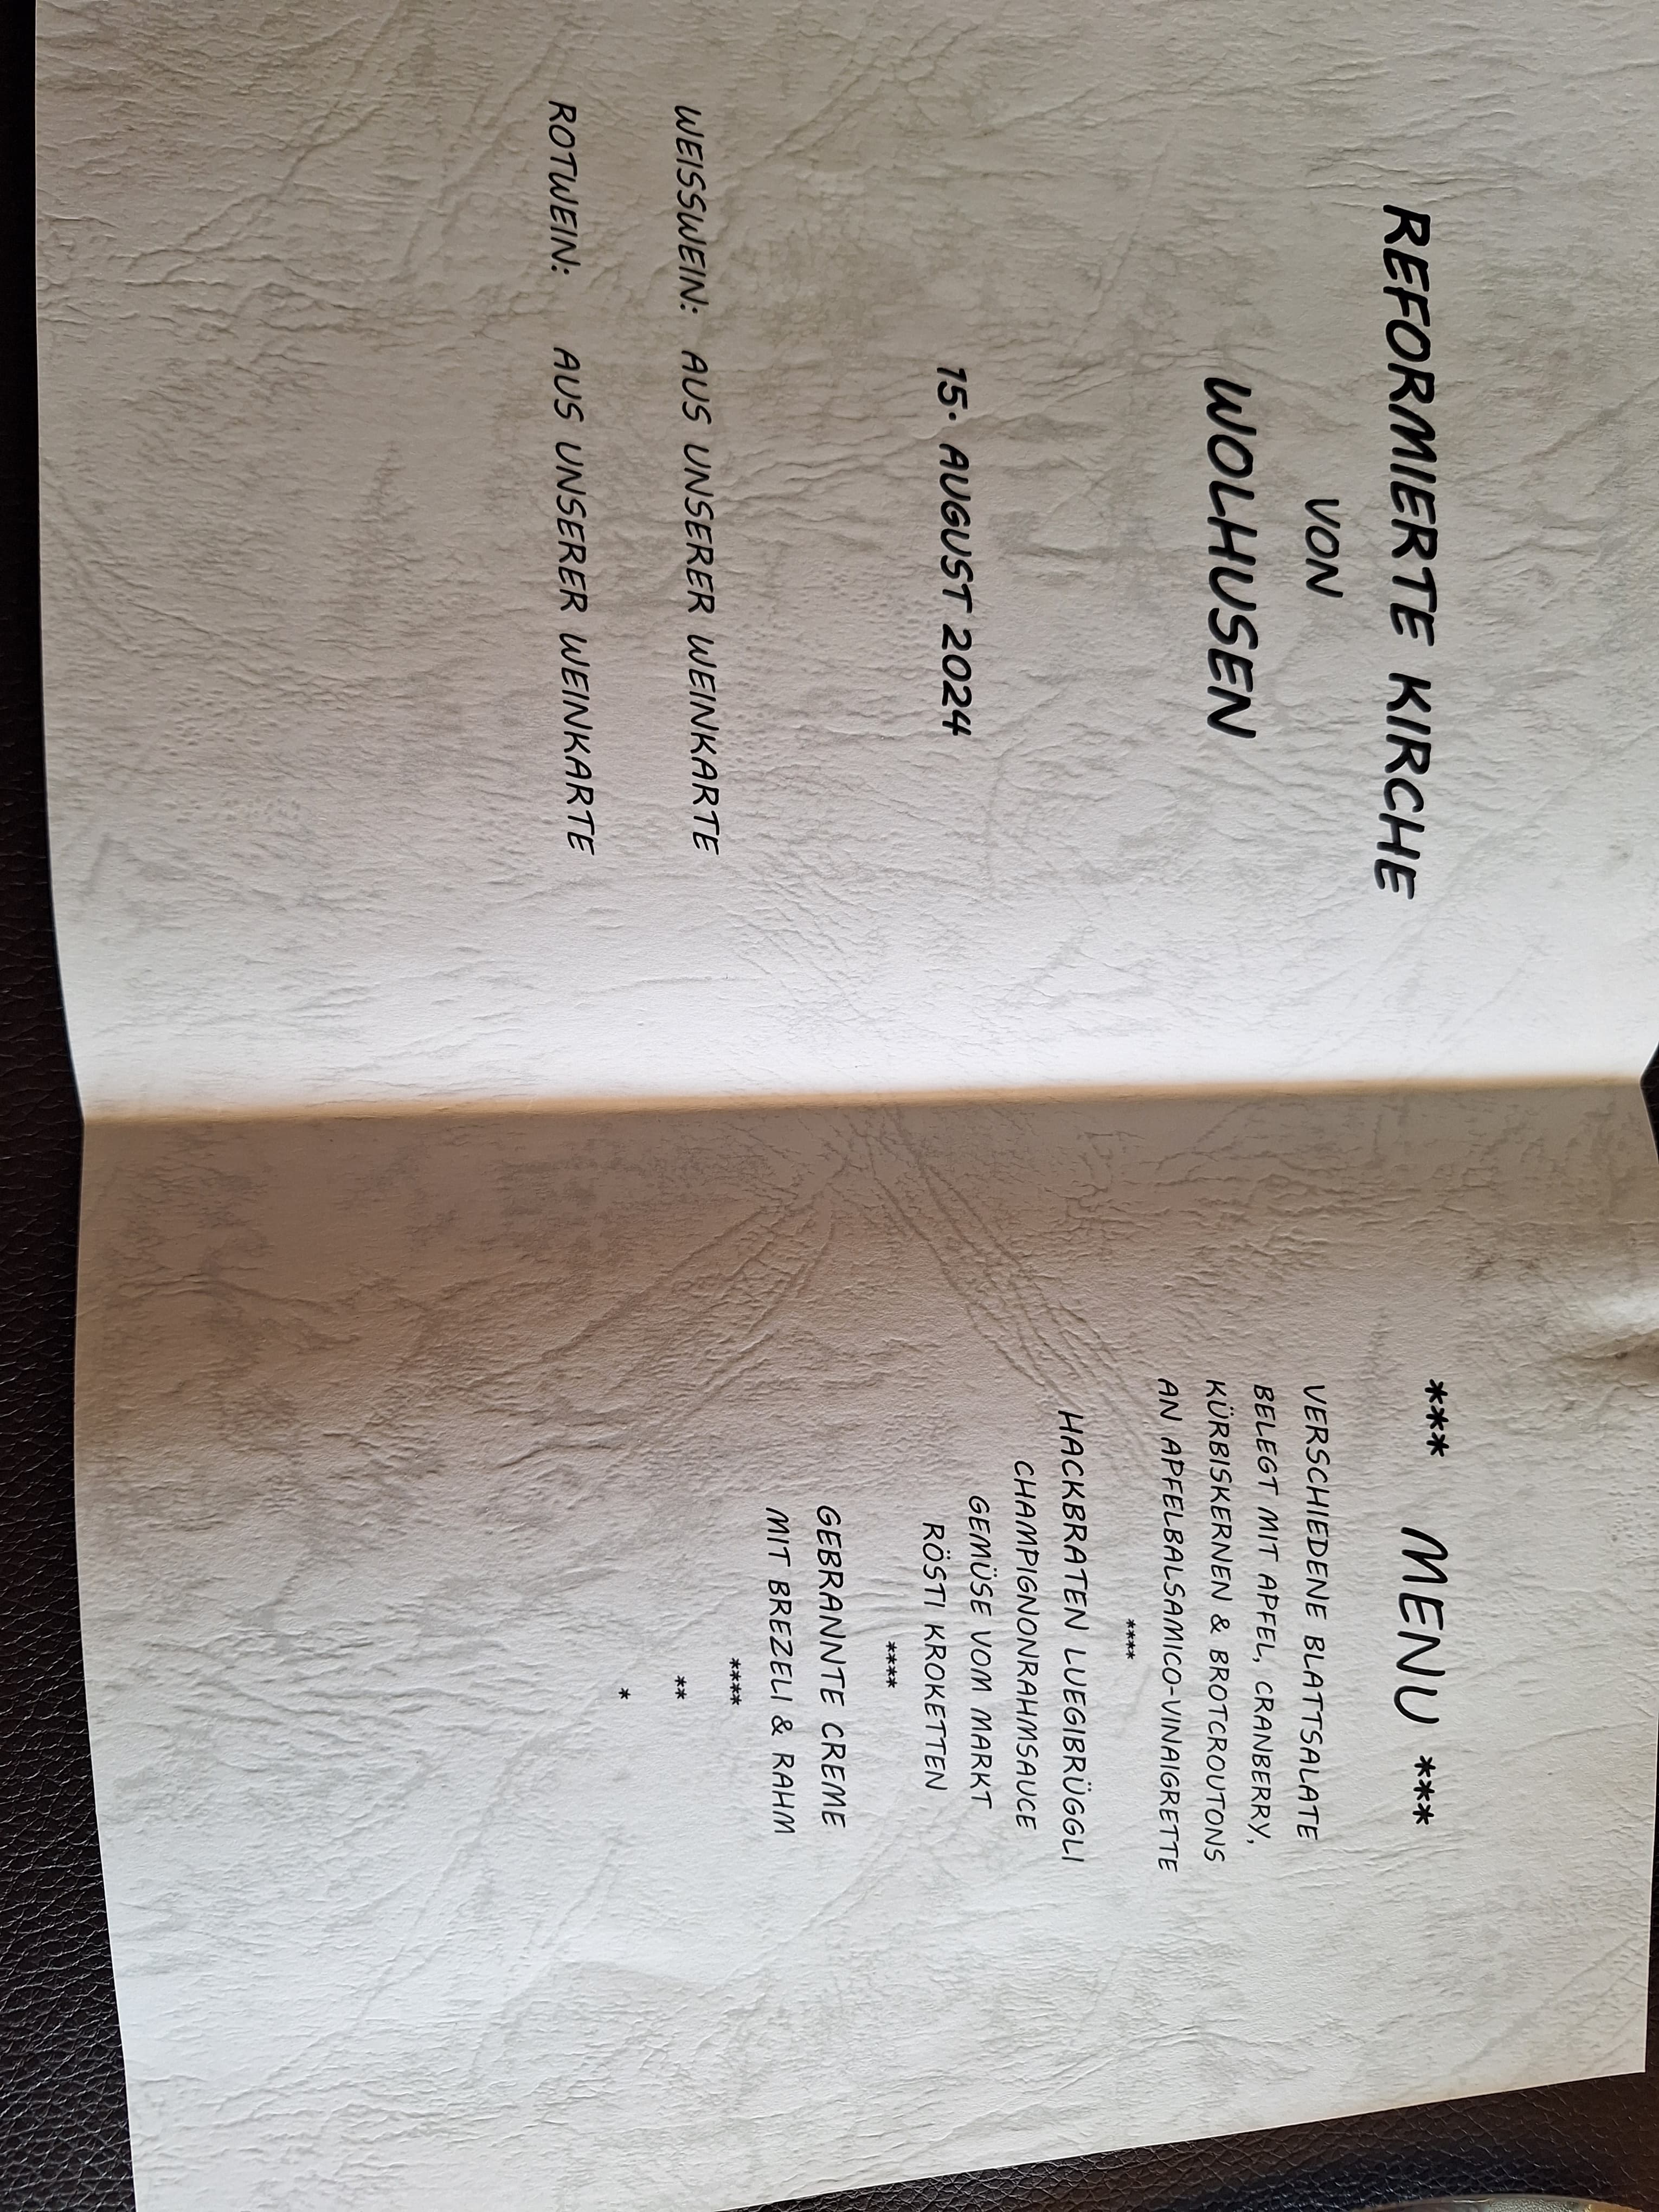 REFORMIERTE KIRCHE
VON
WOLHUSEN
15. AUGUST 2024
WEISSWEIN: AUS UNSERER WEINKARTE
ROTWEIN: AUS UNSERER WEINKARTE
*** MENU ***
VERSCHIEDENE BLATTSALATE
BELEGT MIT APFEL, CRANBERRY,
KÜRBISKERNEN & BROTCROUTONS
AN APFELBALSAMICO-VINAIGRETTE
****
HACKBRATEN LUEGIBRÜGGLI
CHAMPIGNONRAHMSAUCE
GEMÜSE VOM MARKT
RÖSTI KROKETTEN
****
GEBRANNTE CREME
MIT BREZELI & RAHM
****
**
*